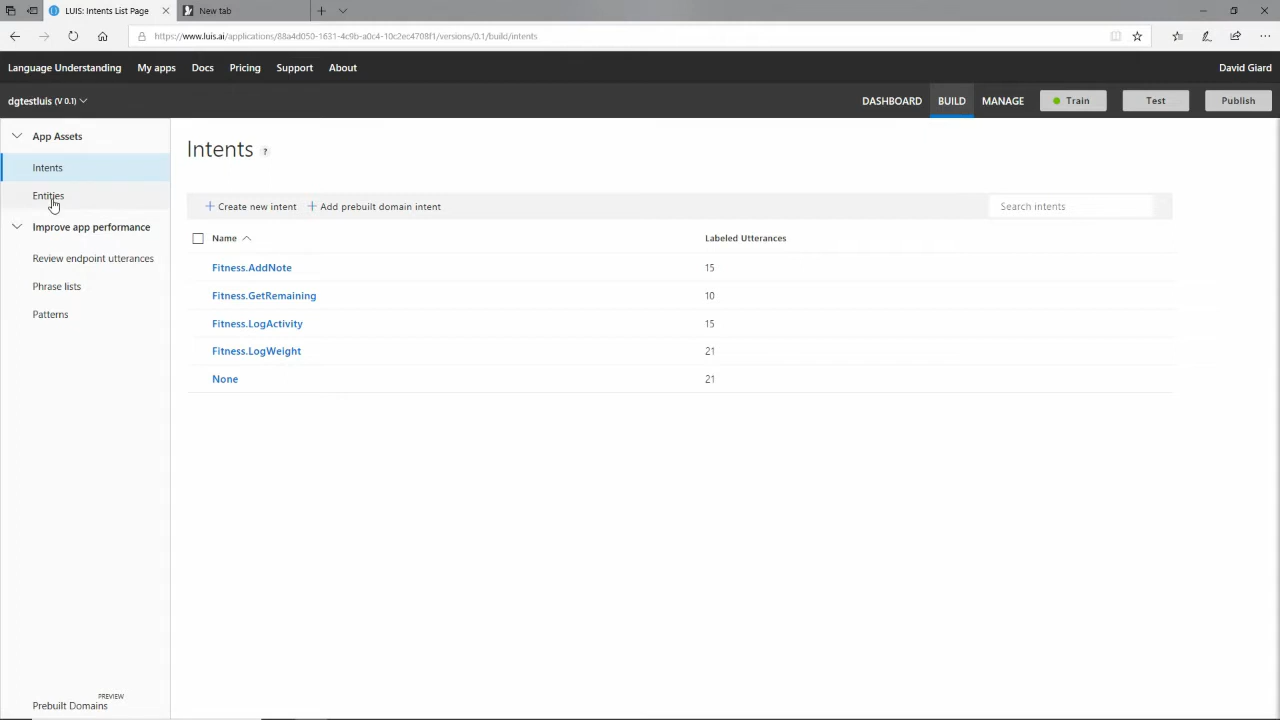 LUIS: Intents List Page
New tab
https://www.luis.ai/applications/88a4d050-1631-4c9b-a0c4-10c2ec4708f1/versions/0.1/build/intents
Language Understanding My apps Docs Pricing Support About David Giard
dgtestluis (V 0.1) DASHBOARD BUILD MANAGE Train Test Publish
App Assets
Intents
Entities
Improve app performance
Review endpoint utterances
Phrase lists
Patterns
PREVIEW
Prebuilt Domains
Intents ?
+ Create new intent + Add prebuilt domain intent Search intents
Name Labeled Utterances
Fitness.AddNote 15
Fitness.GetRemaining 10
Fitness.LogActivity 15
Fitness.LogWeight 21
None 21